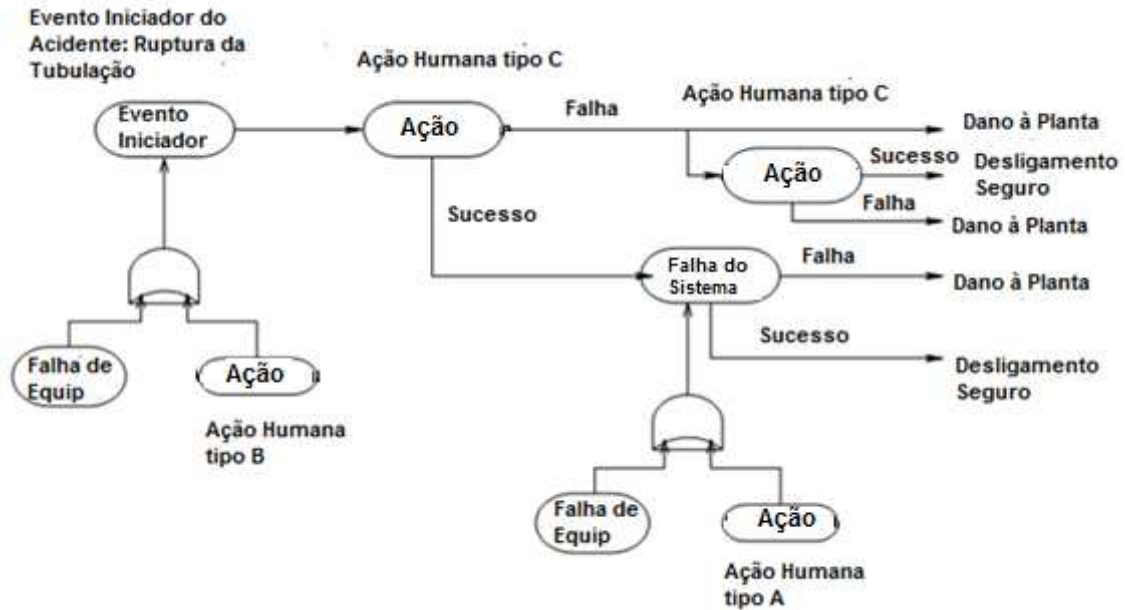 Evento Iniciador do
Acidente: Ruptura da
Tubulação
Ação Humana tipo C
Ação Humana tipo C
Evento
Iniciador
Ação
Falha
Dano à Planta
Ação
Sucesso
Desligamento
Seguro
Falha
Dano à Planta
Sucesso
Falha do
Sistema
Falha
Dano à Planta
Sucesso
Desligamento
Seguro
Falha de
Equip
Ação
Ação Humana
tipo B
Falha de
Equip
Ação
Ação Humana
tipo A